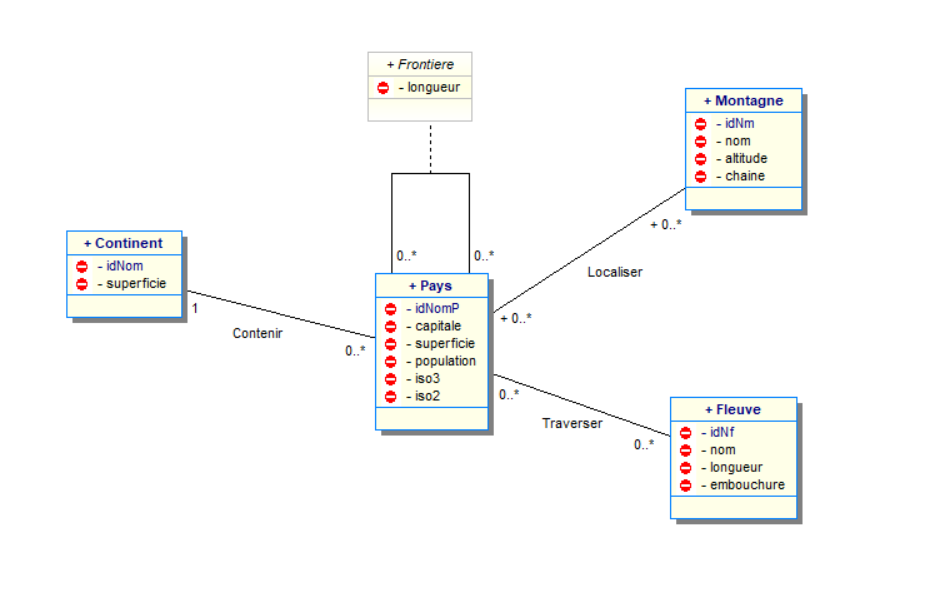 + Frontiere
- longueur
+ Montagne
- idNm
- nom
- altitude
- chaine
+ 0..*
Localiser
+ Continent
- idNom
- superficie
1
Contenir
0..*
0..*
0..*
+ Pays
- idNomP
- capitale
- superficie
- population
- iso3
- iso2
+ 0..*
0..*
Traverser
0..*
+ Fleuve
- idNf
- nom
- longueur
- embouchure